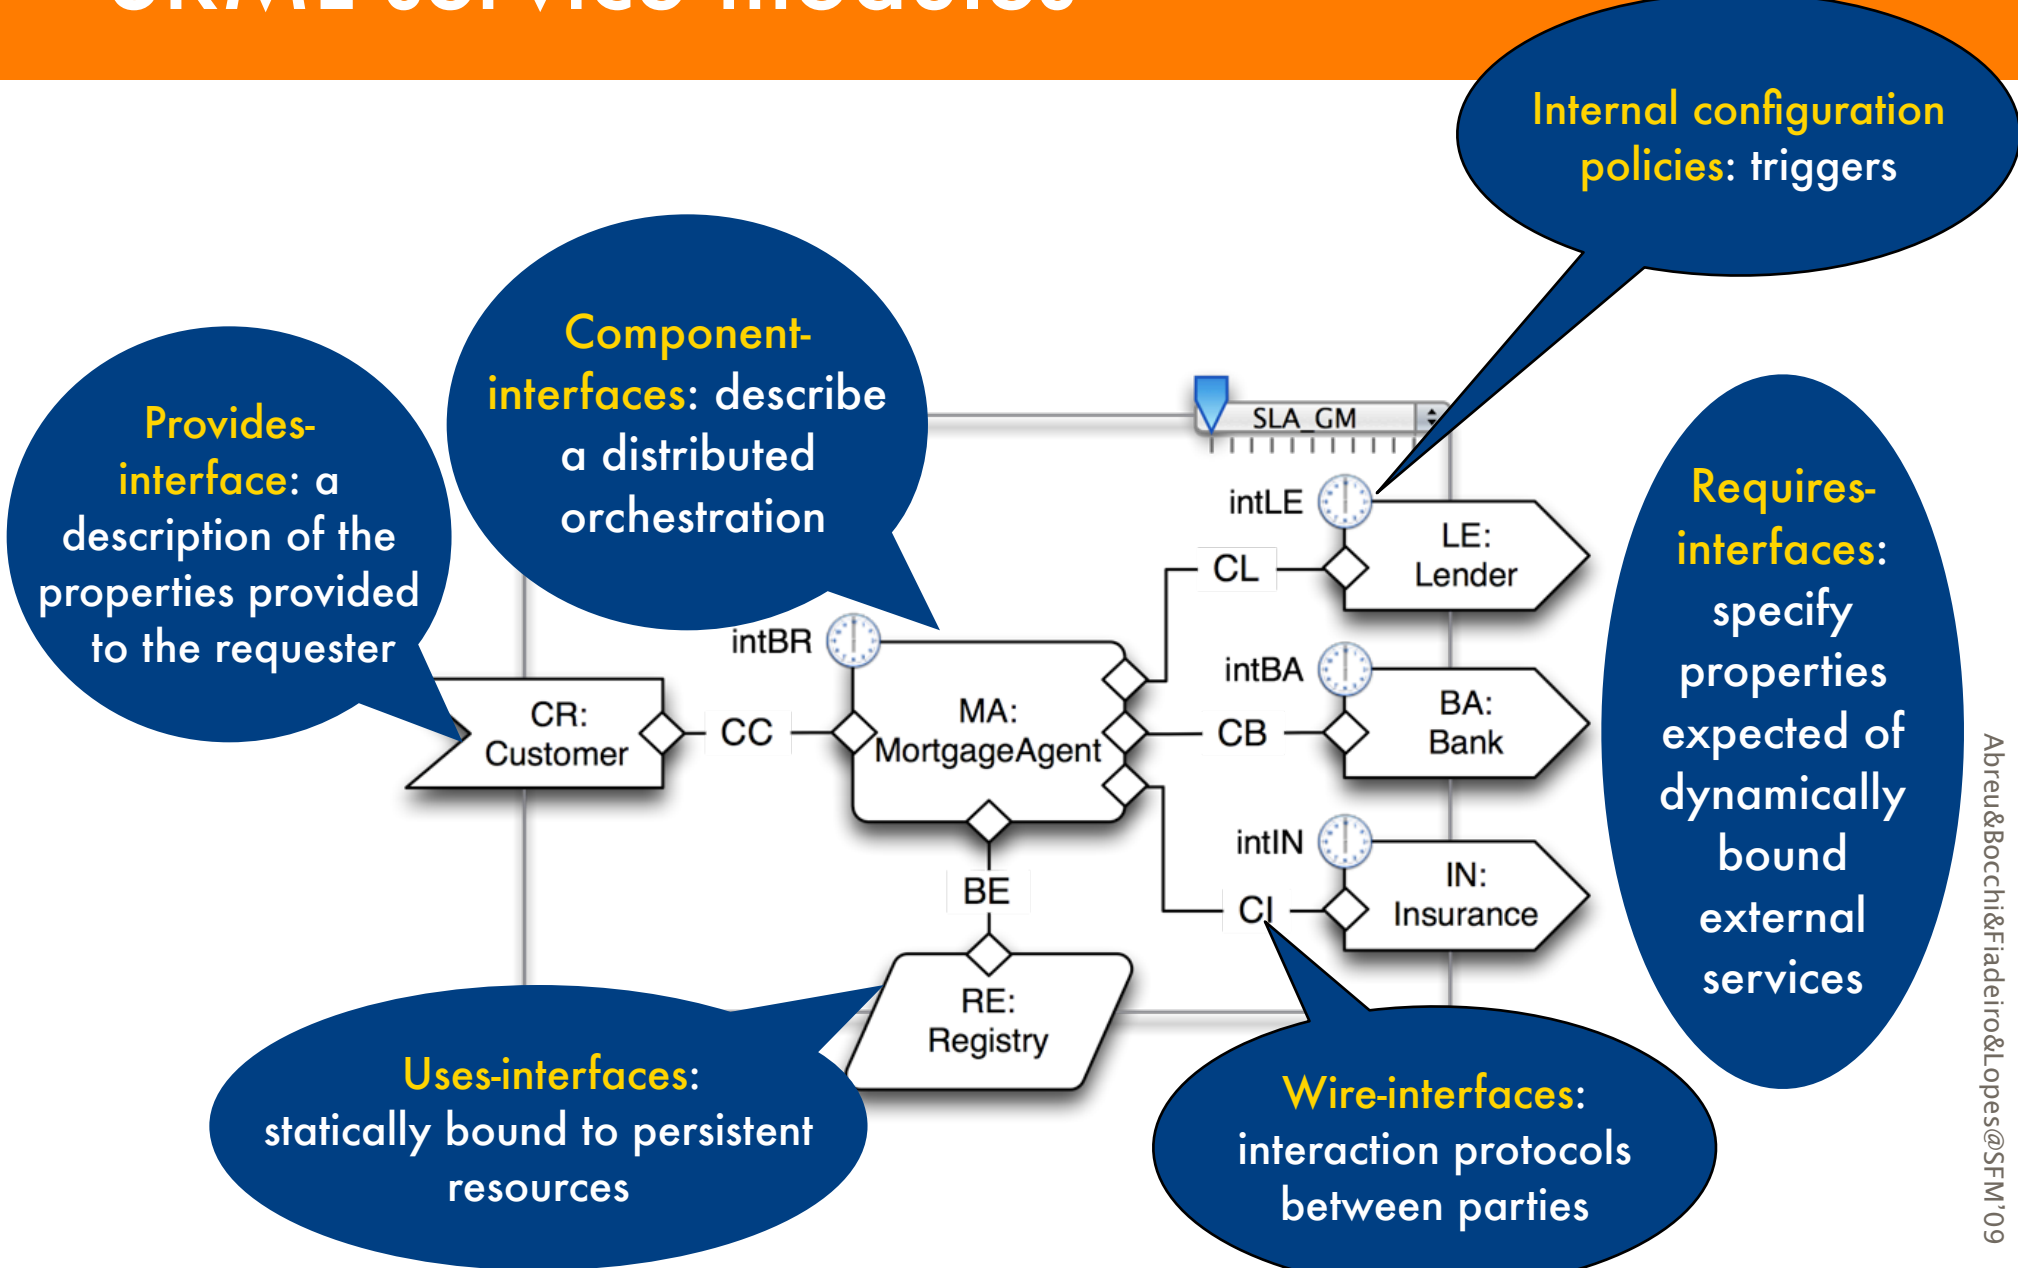 SRML service modules
Internal configuration
policies: triggers
Component-
interfaces: describe
a distributed
orchestration
Provides-
interface: a
description of the
properties provided
to the requester
SLA_GM
Requires-
interfaces:
specify
properties
expected of
dynamically
bound
external
services
intLE
LE:
Lender
CL
intBR
intBA
BA:
Bank
CR:
Customer
CC
MA:
MortgageAgent
CB
intIN
IN:
Insurance
CI
BE
RE:
Registry
Uses-interfaces:
statically bound to persistent
resources
Wire-interfaces:
interaction protocols
between parties
Abreu&Bocchi&Fiadeiro&Lopes@SFM'09